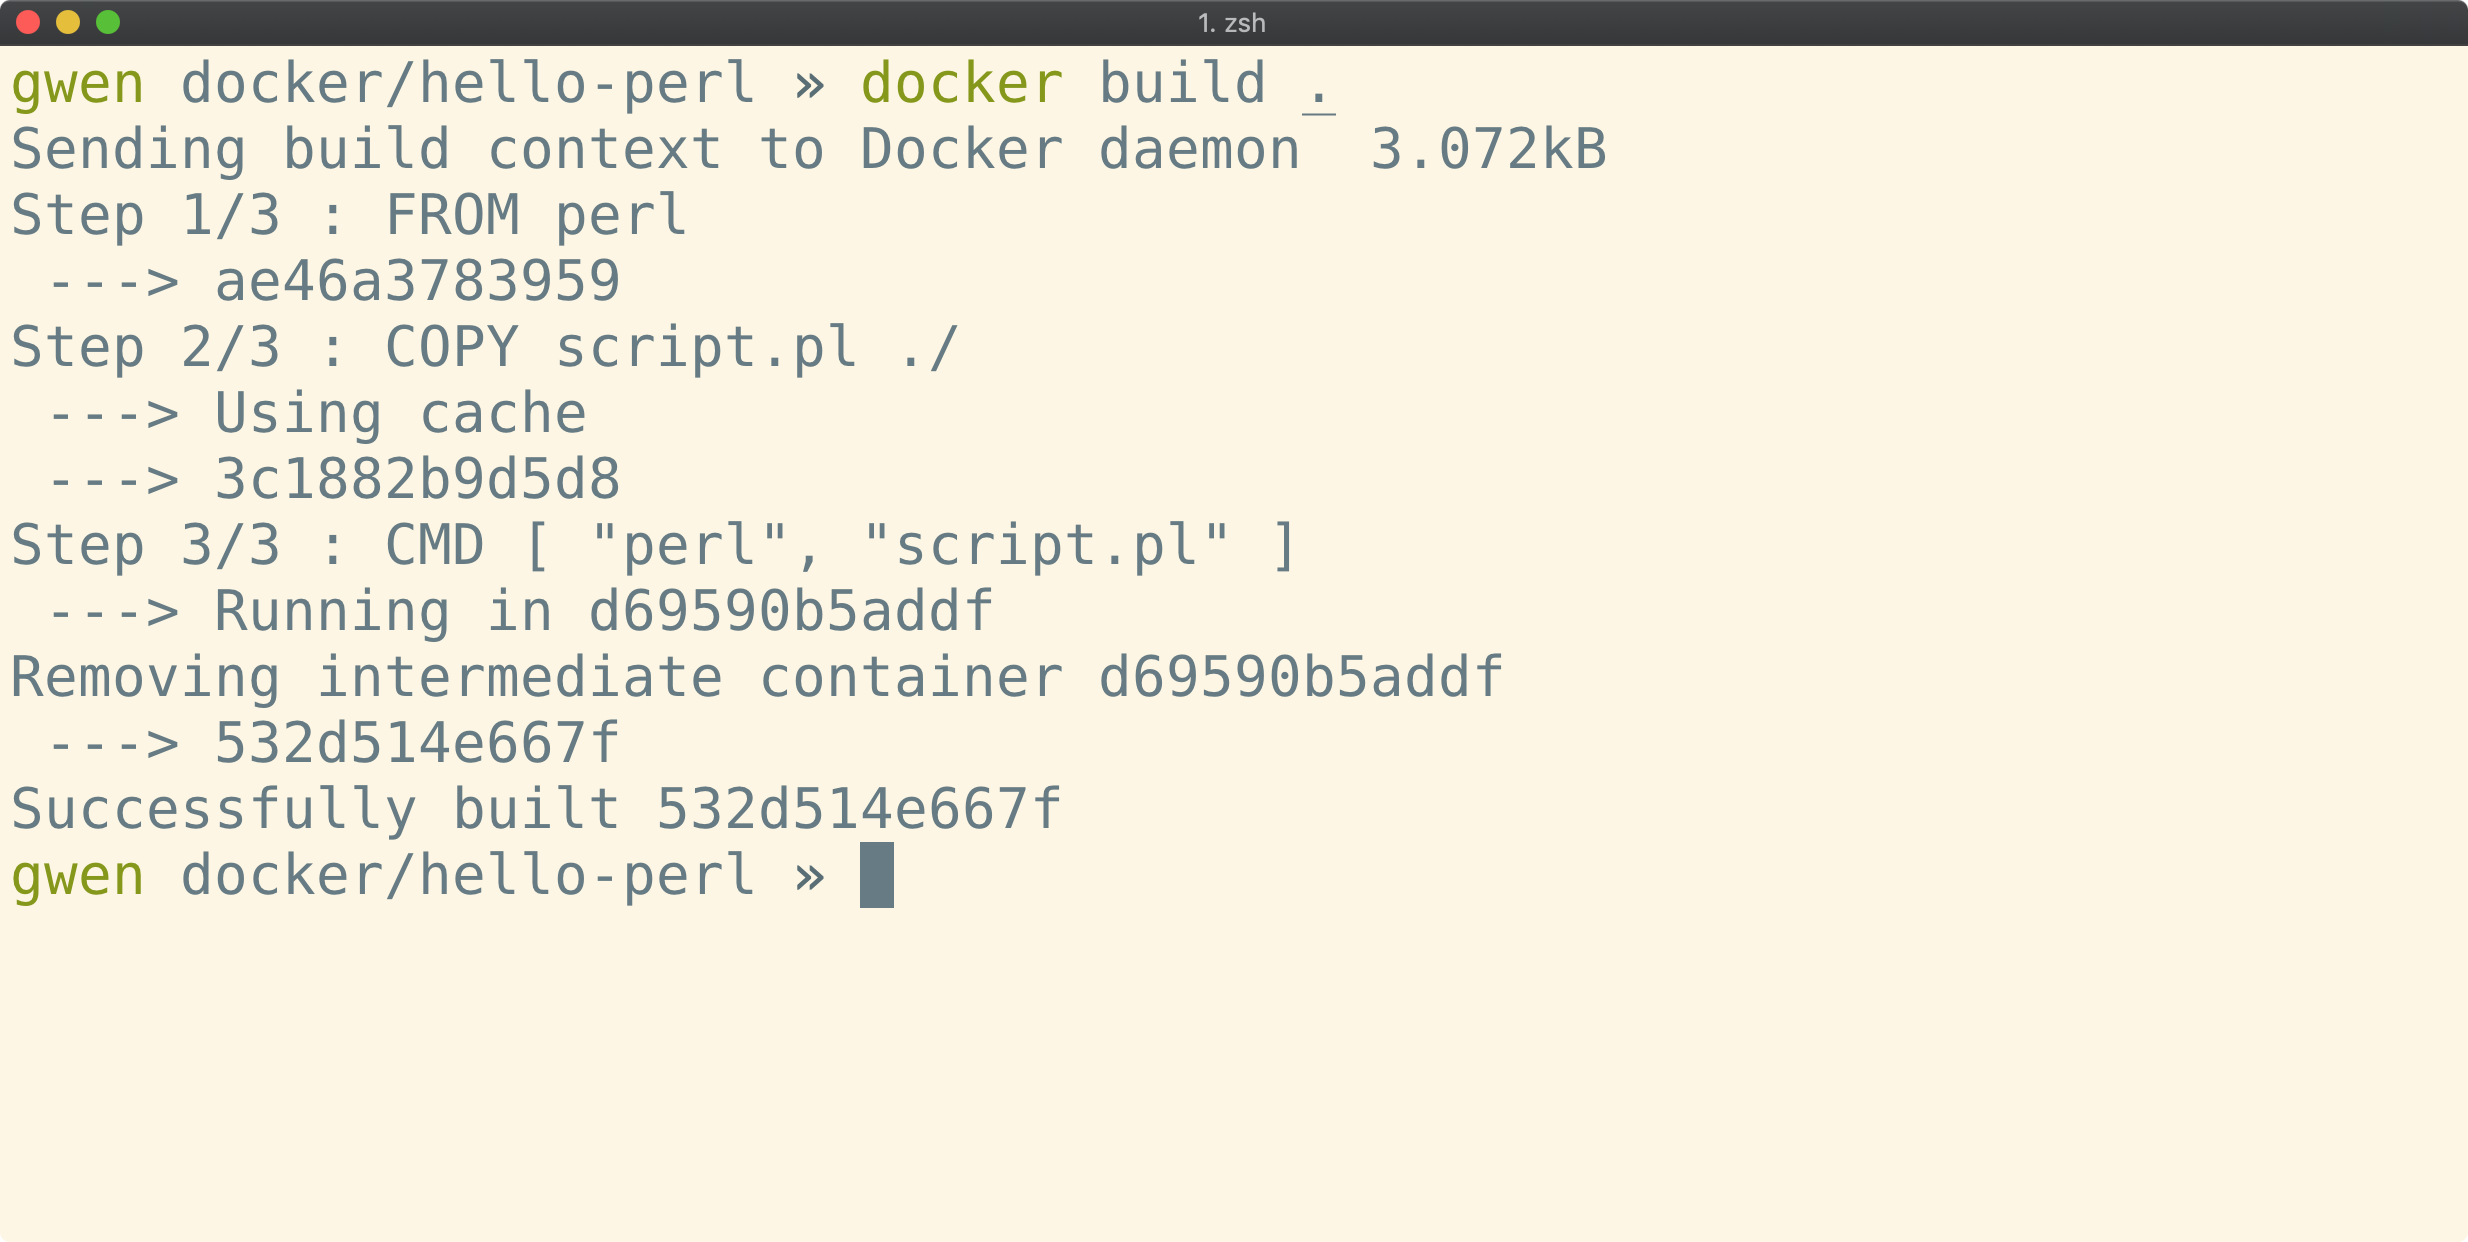 1. zsh
gwen docker/hello-perl » docker build .
Sending build context to Docker daemon  3.072kB
Step 1/3 : FROM perl
 ---> ae46a3783959
Step 2/3 : COPY script.pl ./
 ---> Using cache
 ---> 3c1882b9d5d8
Step 3/3 : CMD [ "perl", "script.pl" ]
 ---> Running in d69590b5addf
Removing intermediate container d69590b5addf
 ---> 532d514e667f
Successfully built 532d514e667f
gwen docker/hello-perl »